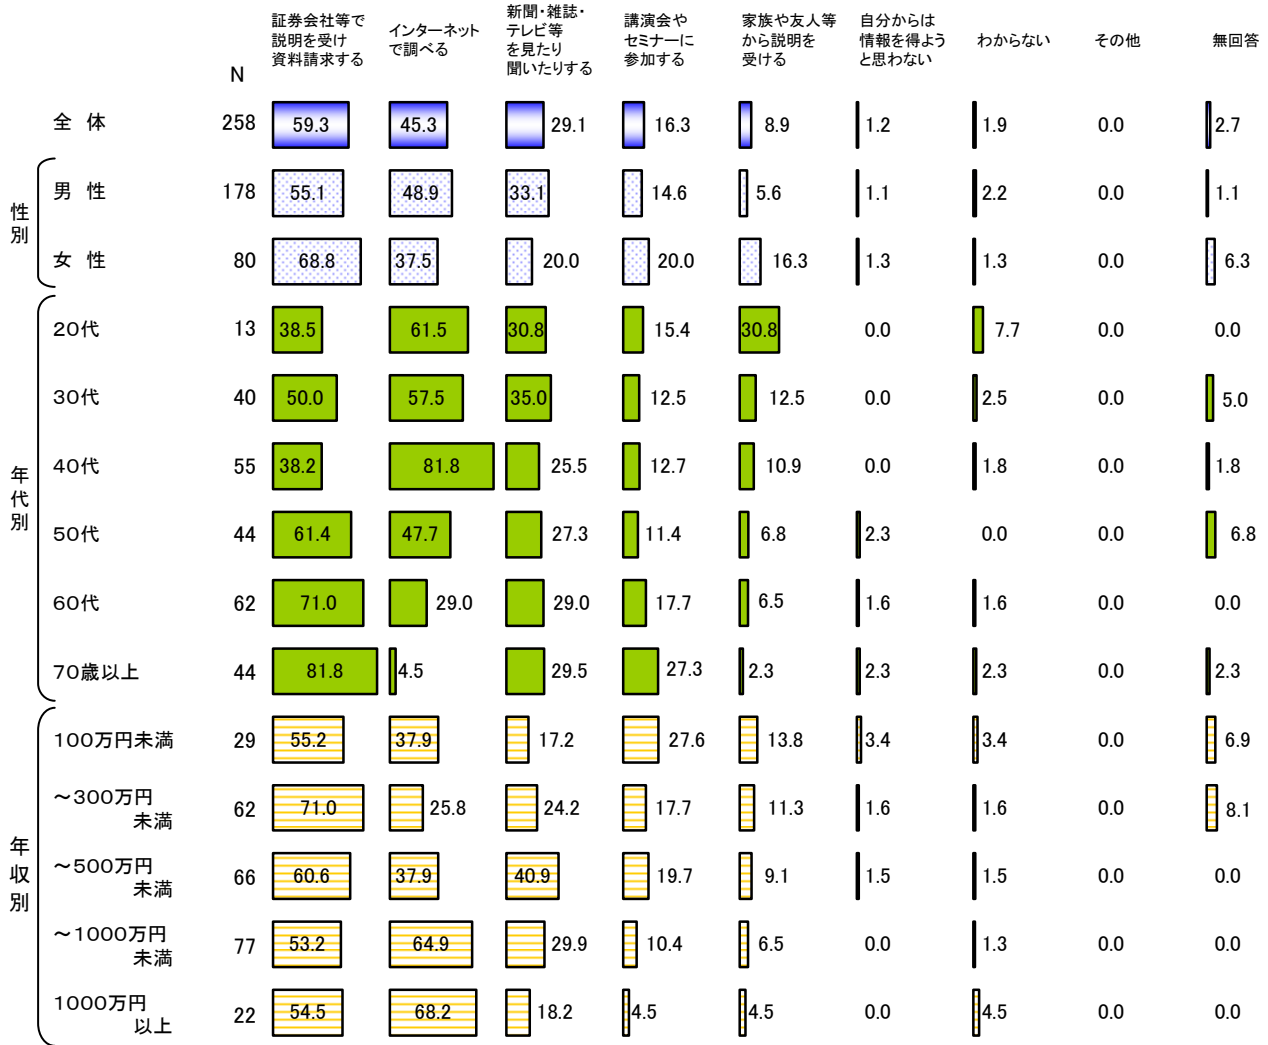 証券会社等で
説明を受け
資料請求する
インターネット
で調べる
新聞・雑誌・
テレビ等
を見たり
聞いたりする
講演会や
セミナーに
参加する
家族や友人等
から説明を
受ける
自分からは
情報を得よう
と思わない
わからない
その他
無回答
N
全 体 258 59.3 45.3 29.1 16.3 8.9 1.2 1.9 0.0 2.7
性別
男 性 178 55.1 48.9 33.1 14.6 5.6 1.1 2.2 0.0 1.1
女 性 80 68.8 37.5 20.0 20.0 16.3 1.3 1.3 0.0 6.3
年代別
20代 13 38.5 61.5 30.8 15.4 30.8 0.0 7.7 0.0 0.0
30代 40 50.0 57.5 35.0 12.5 12.5 0.0 2.5 0.0 5.0
40代 55 38.2 81.8 25.5 12.7 10.9 0.0 1.8 0.0 1.8
50代 44 61.4 47.7 27.3 11.4 6.8 2.3 0.0 0.0 6.8
60代 62 71.0 29.0 29.0 17.7 6.5 1.6 1.6 0.0 0.0
70歳以上 44 81.8 4.5 29.5 27.3 2.3 2.3 2.3 0.0 2.3
年収別
100万円未満 29 55.2 37.9 17.2 27.6 13.8 3.4 3.4 0.0 6.9
～300万円
未満 62 71.0 25.8 24.2 17.7 11.3 1.6 1.6 0.0 8.1
～500万円
未満 66 60.6 37.9 40.9 19.7 9.1 1.5 1.5 0.0 0.0
～1000万円
未満 77 53.2 64.9 29.9 10.4 6.5 0.0 1.3 0.0 0.0
1000万円
以上 22 54.5 68.2 18.2 4.5 4.5 0.0 4.5 0.0 0.0